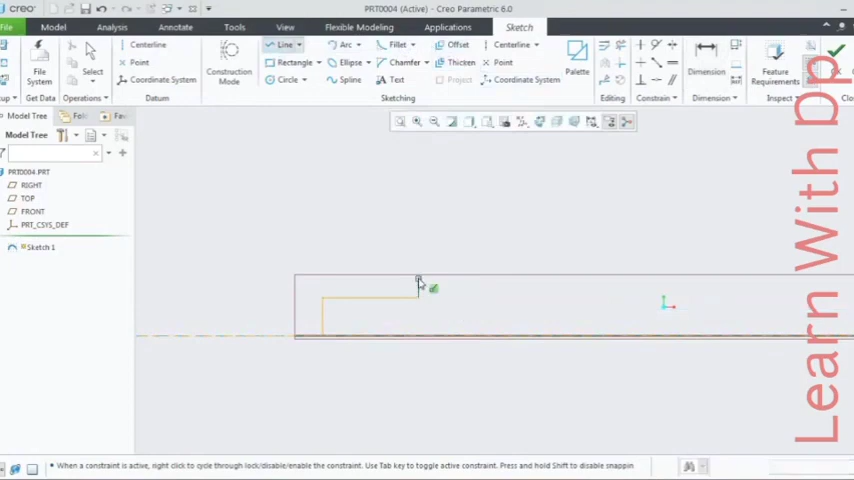 creo
PRT0004 (Active) - Creo Parametric 6.0
File
Model
Analysis
Annotate
Tools
View
Flexible Modeling
Applications
Sketch
File System
Select
Centerline
Point
Coordinate System
Construction Mode
Line
Rectangle
Circle
Arc
Ellipse
Spline
Fillet
Chamfer
Text
Offset
Thicken
Project
Centerline
Point
Coordinate System
Palette
Dimension
Feature Requirements
Get Data
Operations
Datum
Sketching
Editing
Constrain
Dimension
Inspect
Model Tree
Model Tree
PRT0004.PRT
RIGHT
TOP
FRONT
PRT_CSYS_DEF
Sketch 1
Learn With pp
• When a constraint is active, right click to cycle through lock/disable/enable the constraint. Use Tab key to toggle active constraint. Press and hold Shift to disable snappin